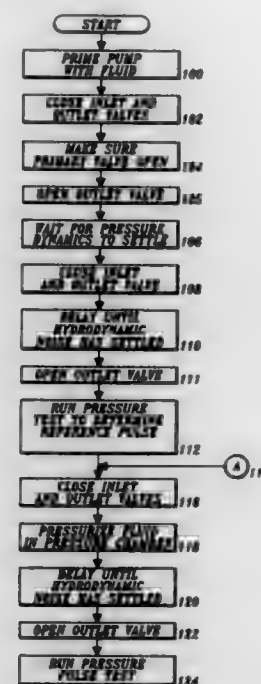 START
PRIME PUMP
WITH FLUID
100
CLOSE INLET AND
OUTLET VALVES
102
MAKE SURE
PRIMARY VALVE OPEN
104
OPEN OUTLET VALVE
105
WAIT FOR PRESSURE
DYNAMICS TO SETTLE
106
CLOSE INLET
AND OUTLET VALVE
108
DELAY UNTIL
HYDRODYNAMIC
NOISE HAS SETTLED
110
OPEN OUTLET VALVE
111
RUN PRESSURE
TEST TO DETERMINE
REFERENCE PULSE
112
A
11
CLOSE INLET
AND OUTLET VALVES
116
PRESSURIZE FLUID
IN PRESSURE CHAMBER
118
DELAY UNTIL
HYDRODYNAMIC
NOISE HAS SETTLED
120
OPEN OUTLET VALVE
122
RUN PRESSURE
PULSE TEST
124